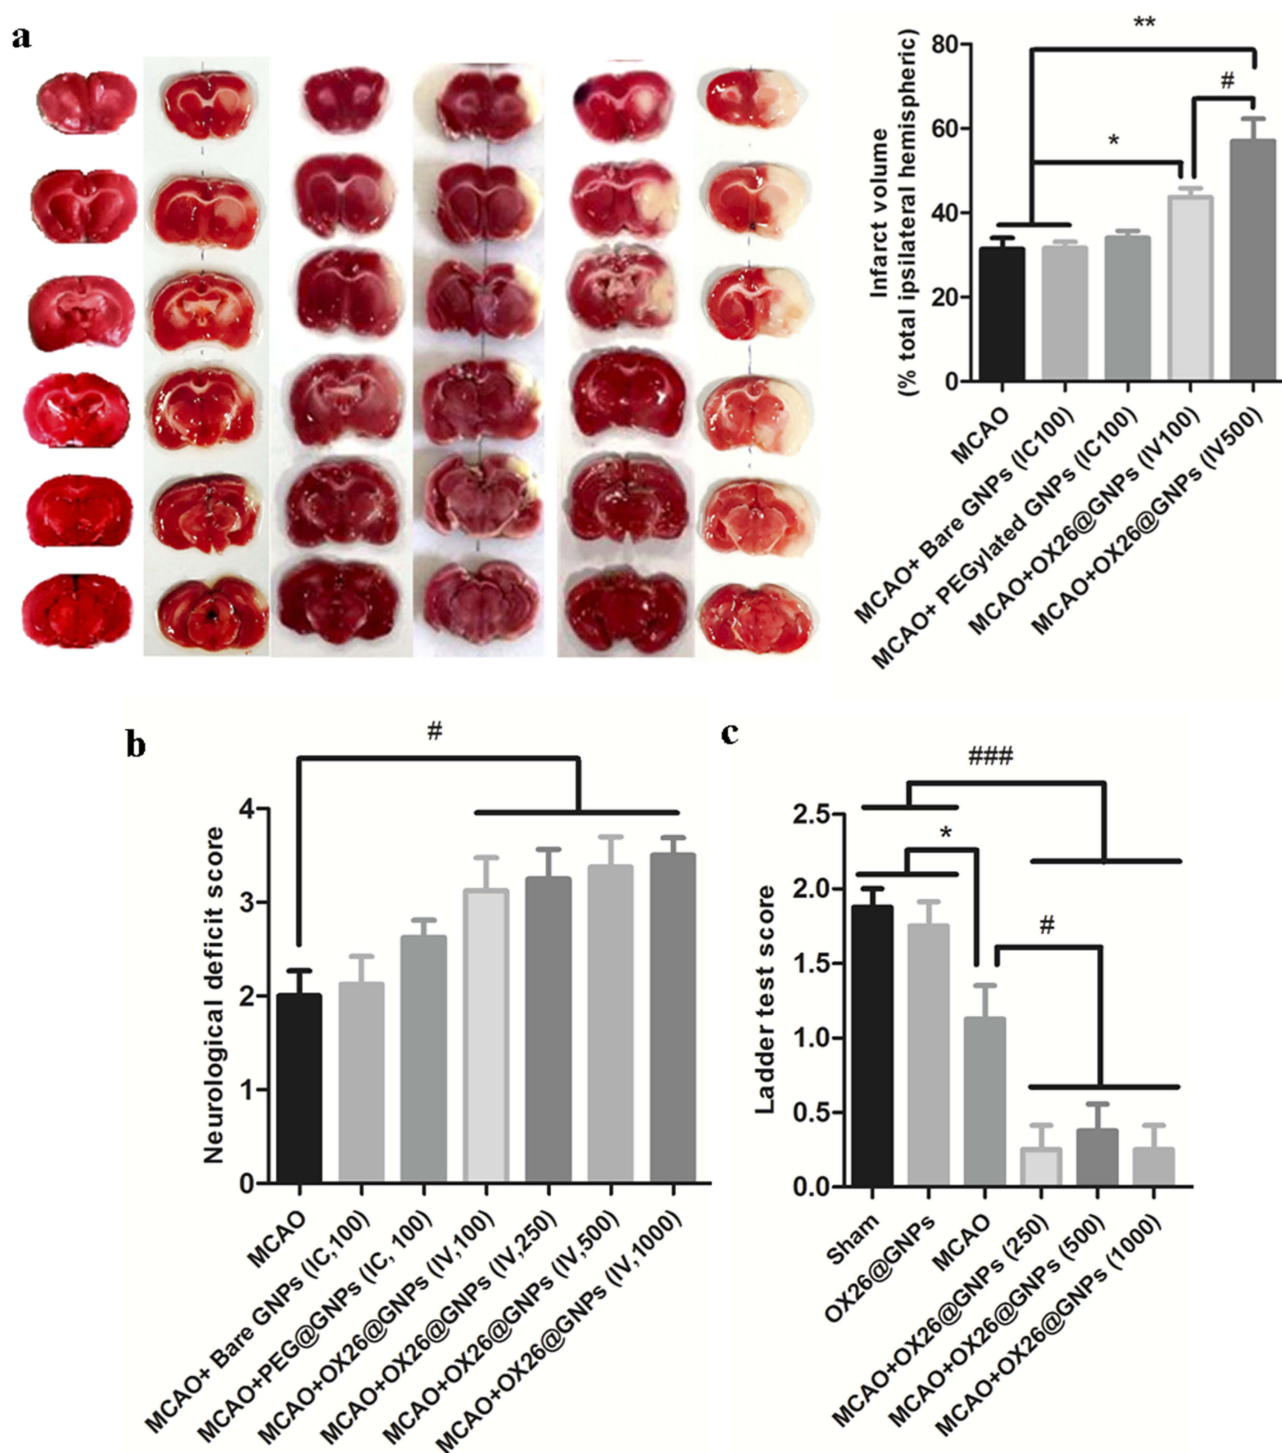 a
Infarct volume
(% total ipsilateral hemispheric)
80
60
40
20
0
**
#
*
MCAO
MCAO+ Bare GNPs (IC100)
MCAO+ PEGylated GNPs (IC100)
MCAO+OX26@GNPs (IV100)
MCAO+OX26@GNPs (IV500)
b
Neurological deficit score
4
3
2
1
0
#
MCAO
MCAO+ Bare GNPs (IC,100)
MCAO+PEG@GNPs (IC, 100)
MCAO+OX26@GNPs (IV,100)
MCAO+OX26@GNPs (IV,250)
MCAO+OX26@GNPs (IV,500)
MCAO+OX26@GNPs (IV,1000)
c
Ladder test score
2.5
2.0
1.5
1.0
0.5
0.0
###
*
#
Sham
OX26@GNPs
MCAO
MCAO+OX26@GNPs (250)
MCAO+OX26@GNPs (500)
MCAO+OX26@GNPs (1000)